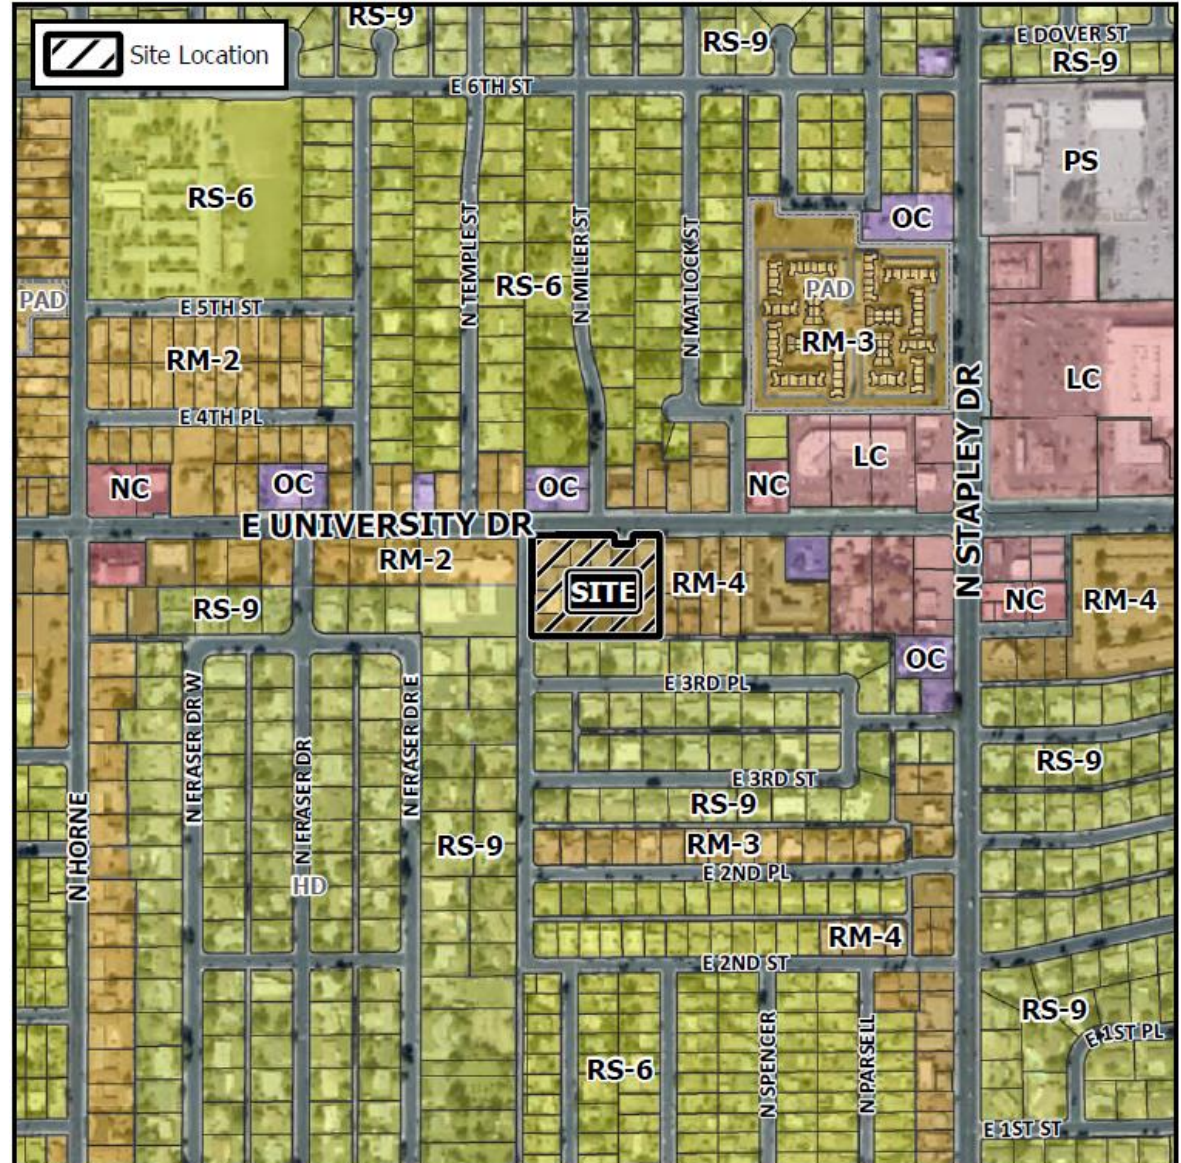 RS-9
Site Location
RS-9
E DOVER ST
RS-9
E 6TH ST
PS
RS-6
OC
N TEMPLE ST
N MILLER ST
N MATLOCK ST
RS-6
PAD
PAD
E 5TH ST
RM-3
RM-2
LC
N STAPLEY DR
E 4TH PL
LC
NC
OC
OC
NC
E UNIVERSITY DR
RM-2
SITE
RM-4
NC
RM-4
RS-9
OC
E 3RD PL
N FRASER DR W
N FRASER DR
N FRASER DR E
E 3RD ST
RS-9
RS-9
N HORNE
RS-9
RM-3
E 2ND PL
HD
RM-4
E 2ND ST
RS-9
E 1ST PL
N SPENCER
N PARSELL
RS-6
E 1ST ST